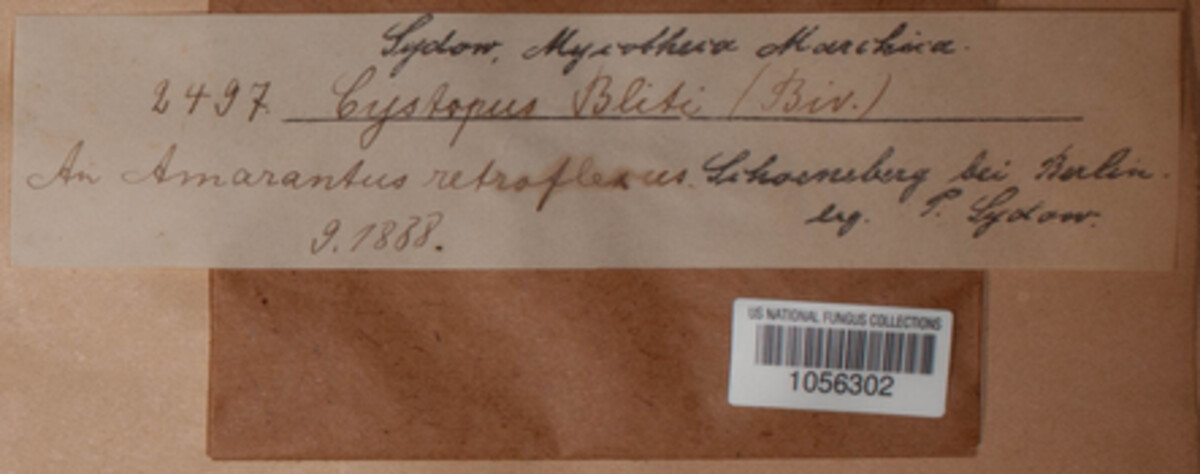 Sydow, Mycotheca Marchica.
2497. Cystopus Bliti (Biv.)
An Amarantus retroflexus. Schoeneberg bei Berlin.
9.1888. leg. P. Sydow.
US NATIONAL FUNGUS COLLECTIONS
1056302